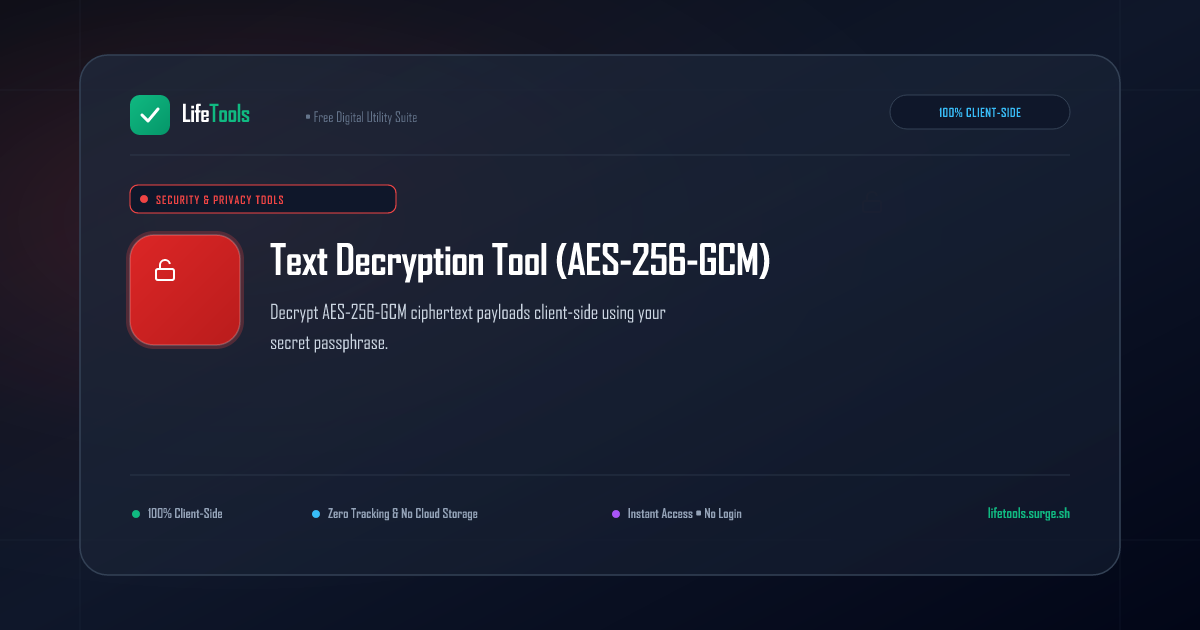 LifeTools
▪ Free Digital Utility Suite
100% CLIENT-SIDE
SECURITY & PRIVACY TOOLS
Text Decryption Tool (AES-256-GCM)
Decrypt AES-256-GCM ciphertext payloads client-side using your
secret passphrase.
100% Client-Side
Zero Tracking & No Cloud Storage
Instant Access ▪ No Login
lifetools.surge.sh